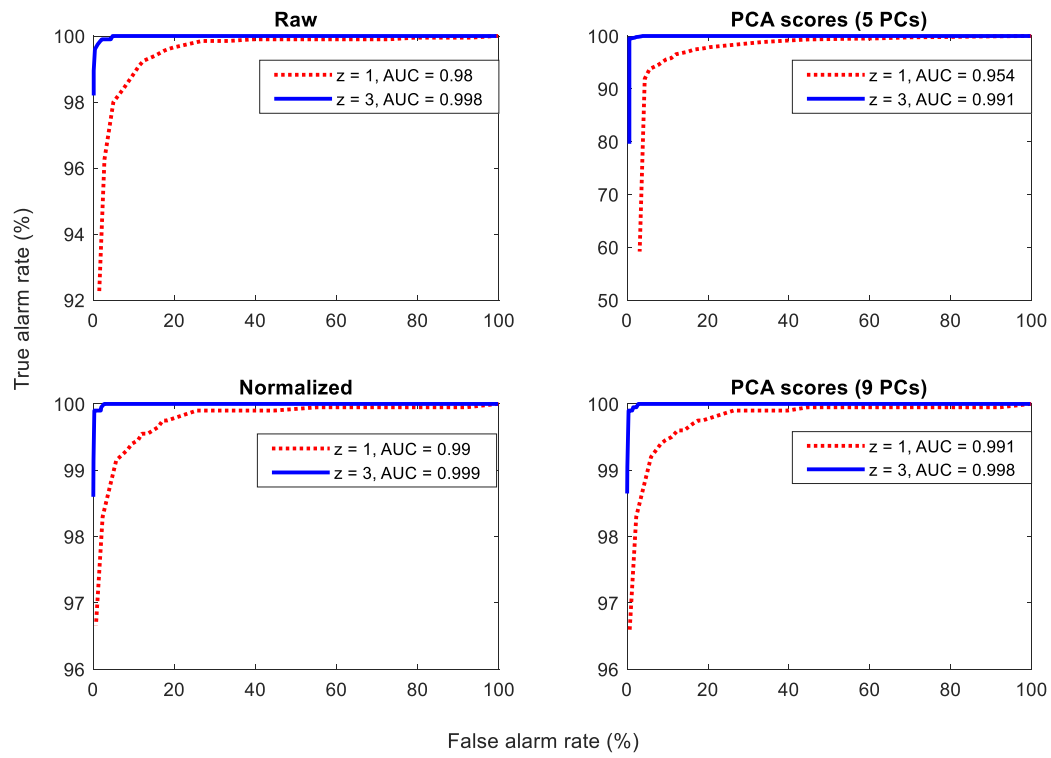 Raw
100
98
96
94
92
0 20 40 60 80 100
z = 1, AUC = 0.98
z = 3, AUC = 0.998
PCA scores (5 PCs)
100
90
80
70
60
50
0 20 40 60 80 100
z = 1, AUC = 0.954
z = 3, AUC = 0.991
True alarm rate (%)
Normalized
100
99
98
97
96
0 20 40 60 80 100
z = 1, AUC = 0.99
z = 3, AUC = 0.999
PCA scores (9 PCs)
100
99
98
97
96
0 20 40 60 80 100
z = 1, AUC = 0.991
z = 3, AUC = 0.998
False alarm rate (%)